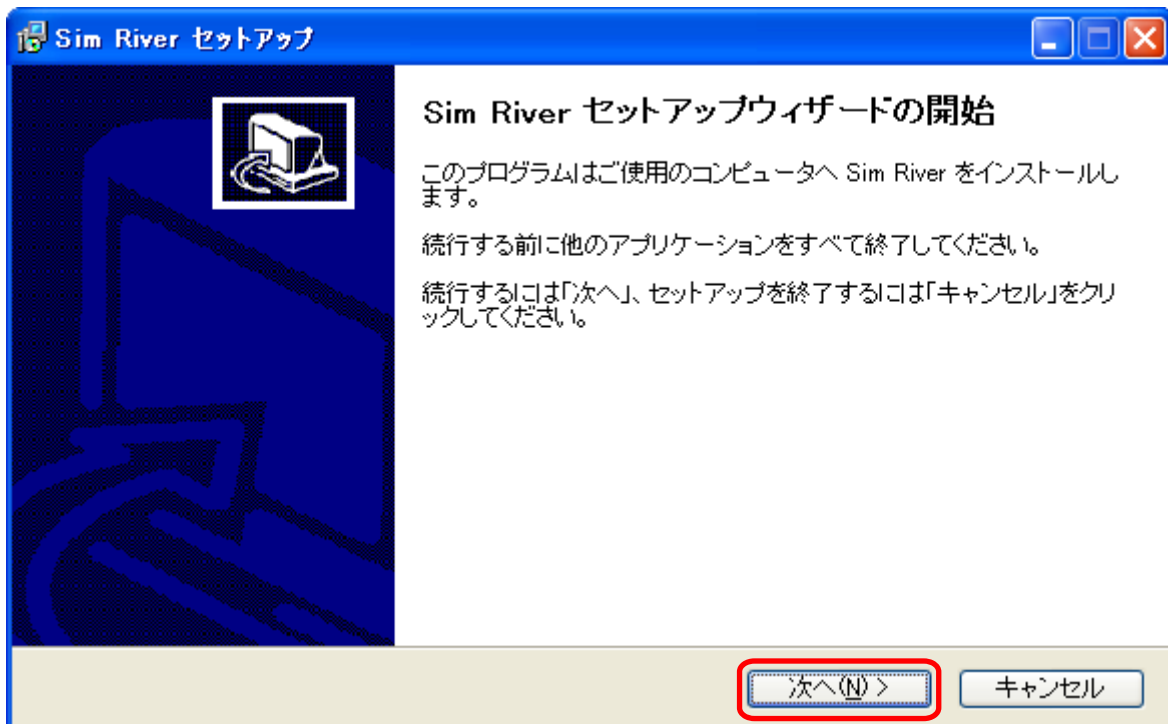 Sim River セットアップ
Sim River セットアップウィザードの開始
このプログラムはご使用のコンピュータへ Sim River をインストールし
ます。
続行する前に他のアプリケーションをすべて終了してください。
続行するには「次へ」、セットアップを終了するには「キャンセル」をクリ
ックしてください。
次へ(N) >
キャンセル